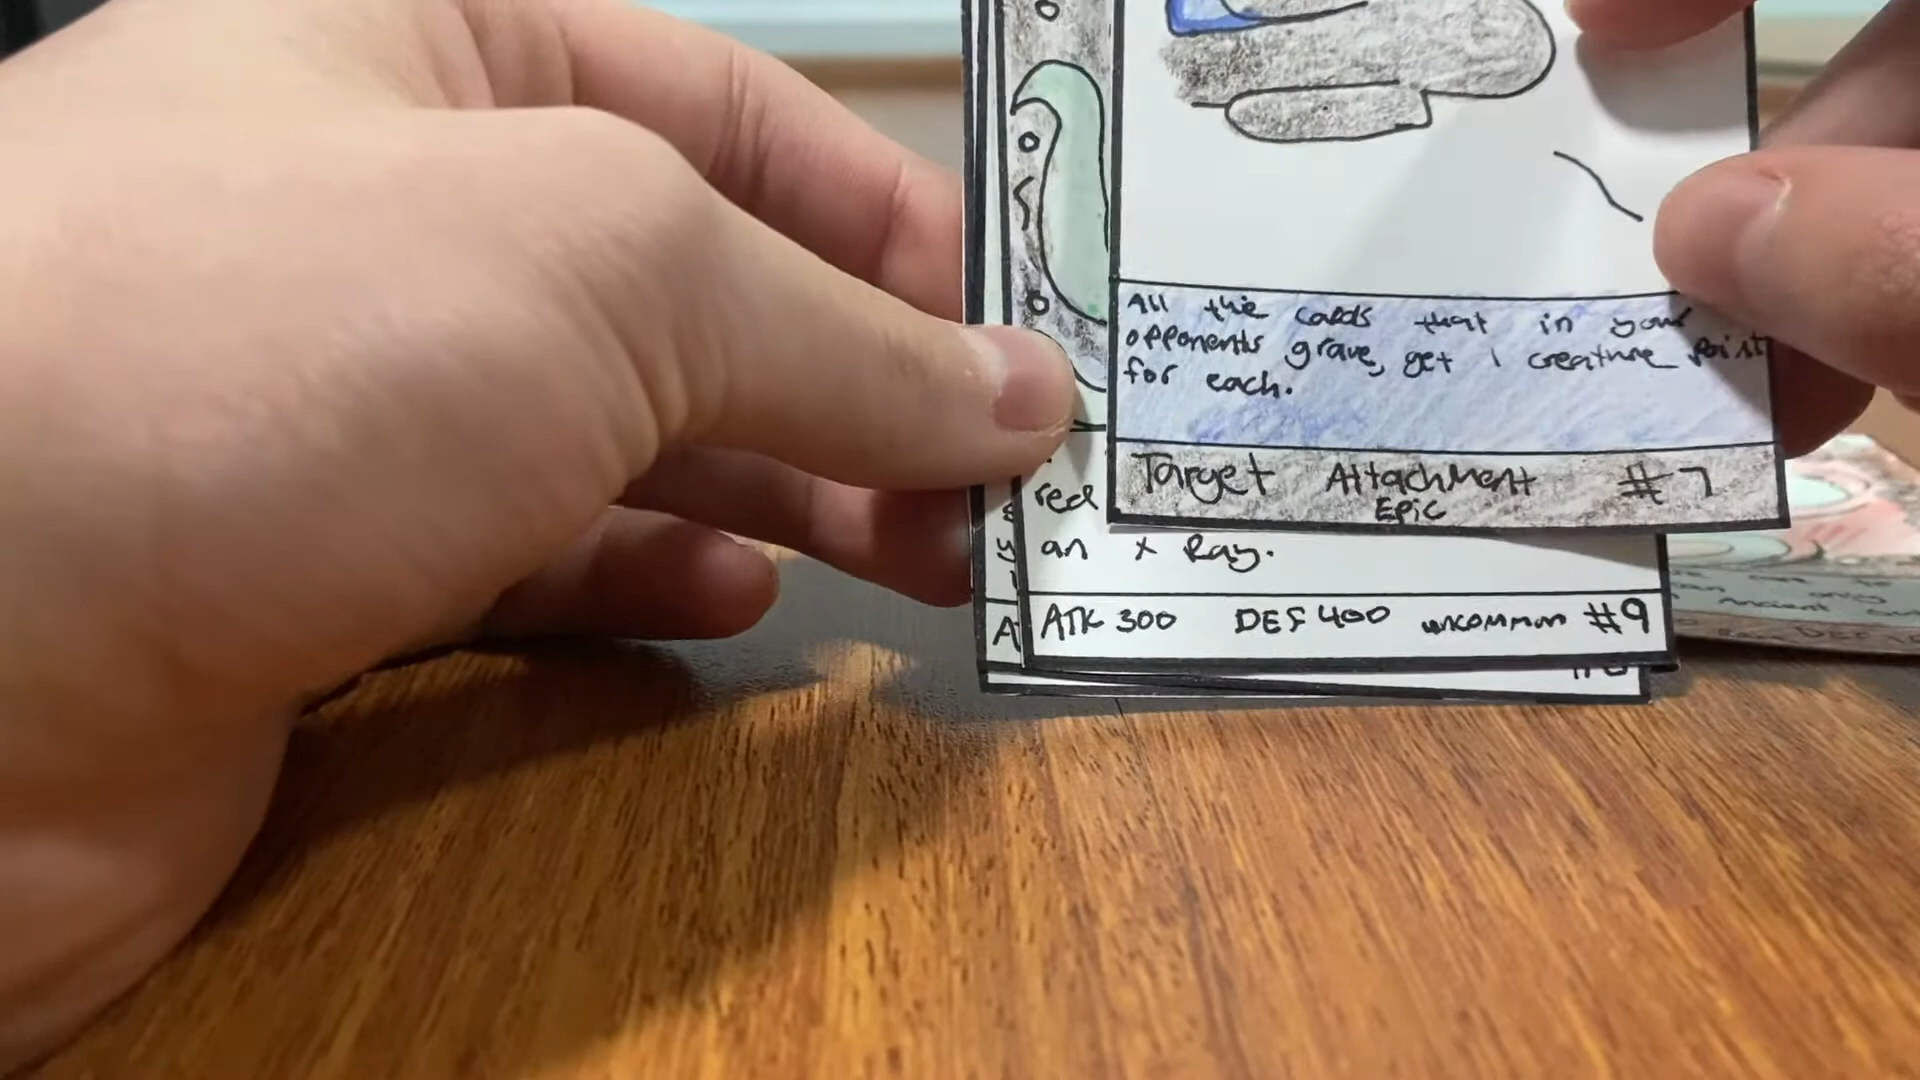 All the cards that in your
opponents grave, get 1 creature point
for each.
Target Attachment #7
Epic
red
an x Ray.
ATK 300 DEF 400 uncommon #9
A